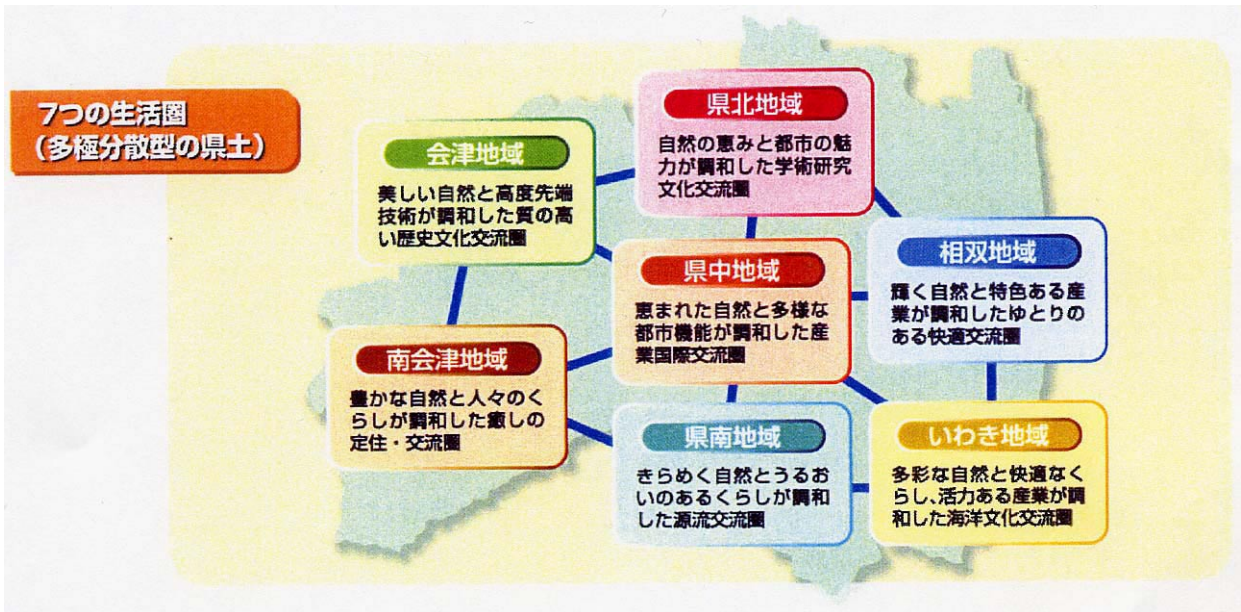 7つの生活圏
(多極分散型の県土)
県北地域
自然の恵みと都市の魅
力が調和した学術研究
文化交流圏
会津地域
美しい自然と高度先端
技術が調和した質の高
い歴史文化交流圏
相双地域
輝く自然と特色ある産
業が調和したゆとりの
ある快適交流圏
県中地域
恵まれた自然と多様な
都市機能が調和した産
業国際交流圏
南会津地域
豊かな自然と人々のく
らしが調和した癒しの
定住・交流圏
県南地域
きらめく自然とうるお
いのあるくらしが調和
した源流交流圏
いわき地域
多彩な自然と快適なく
らし、活力ある産業が調
和した海洋文化交流圏